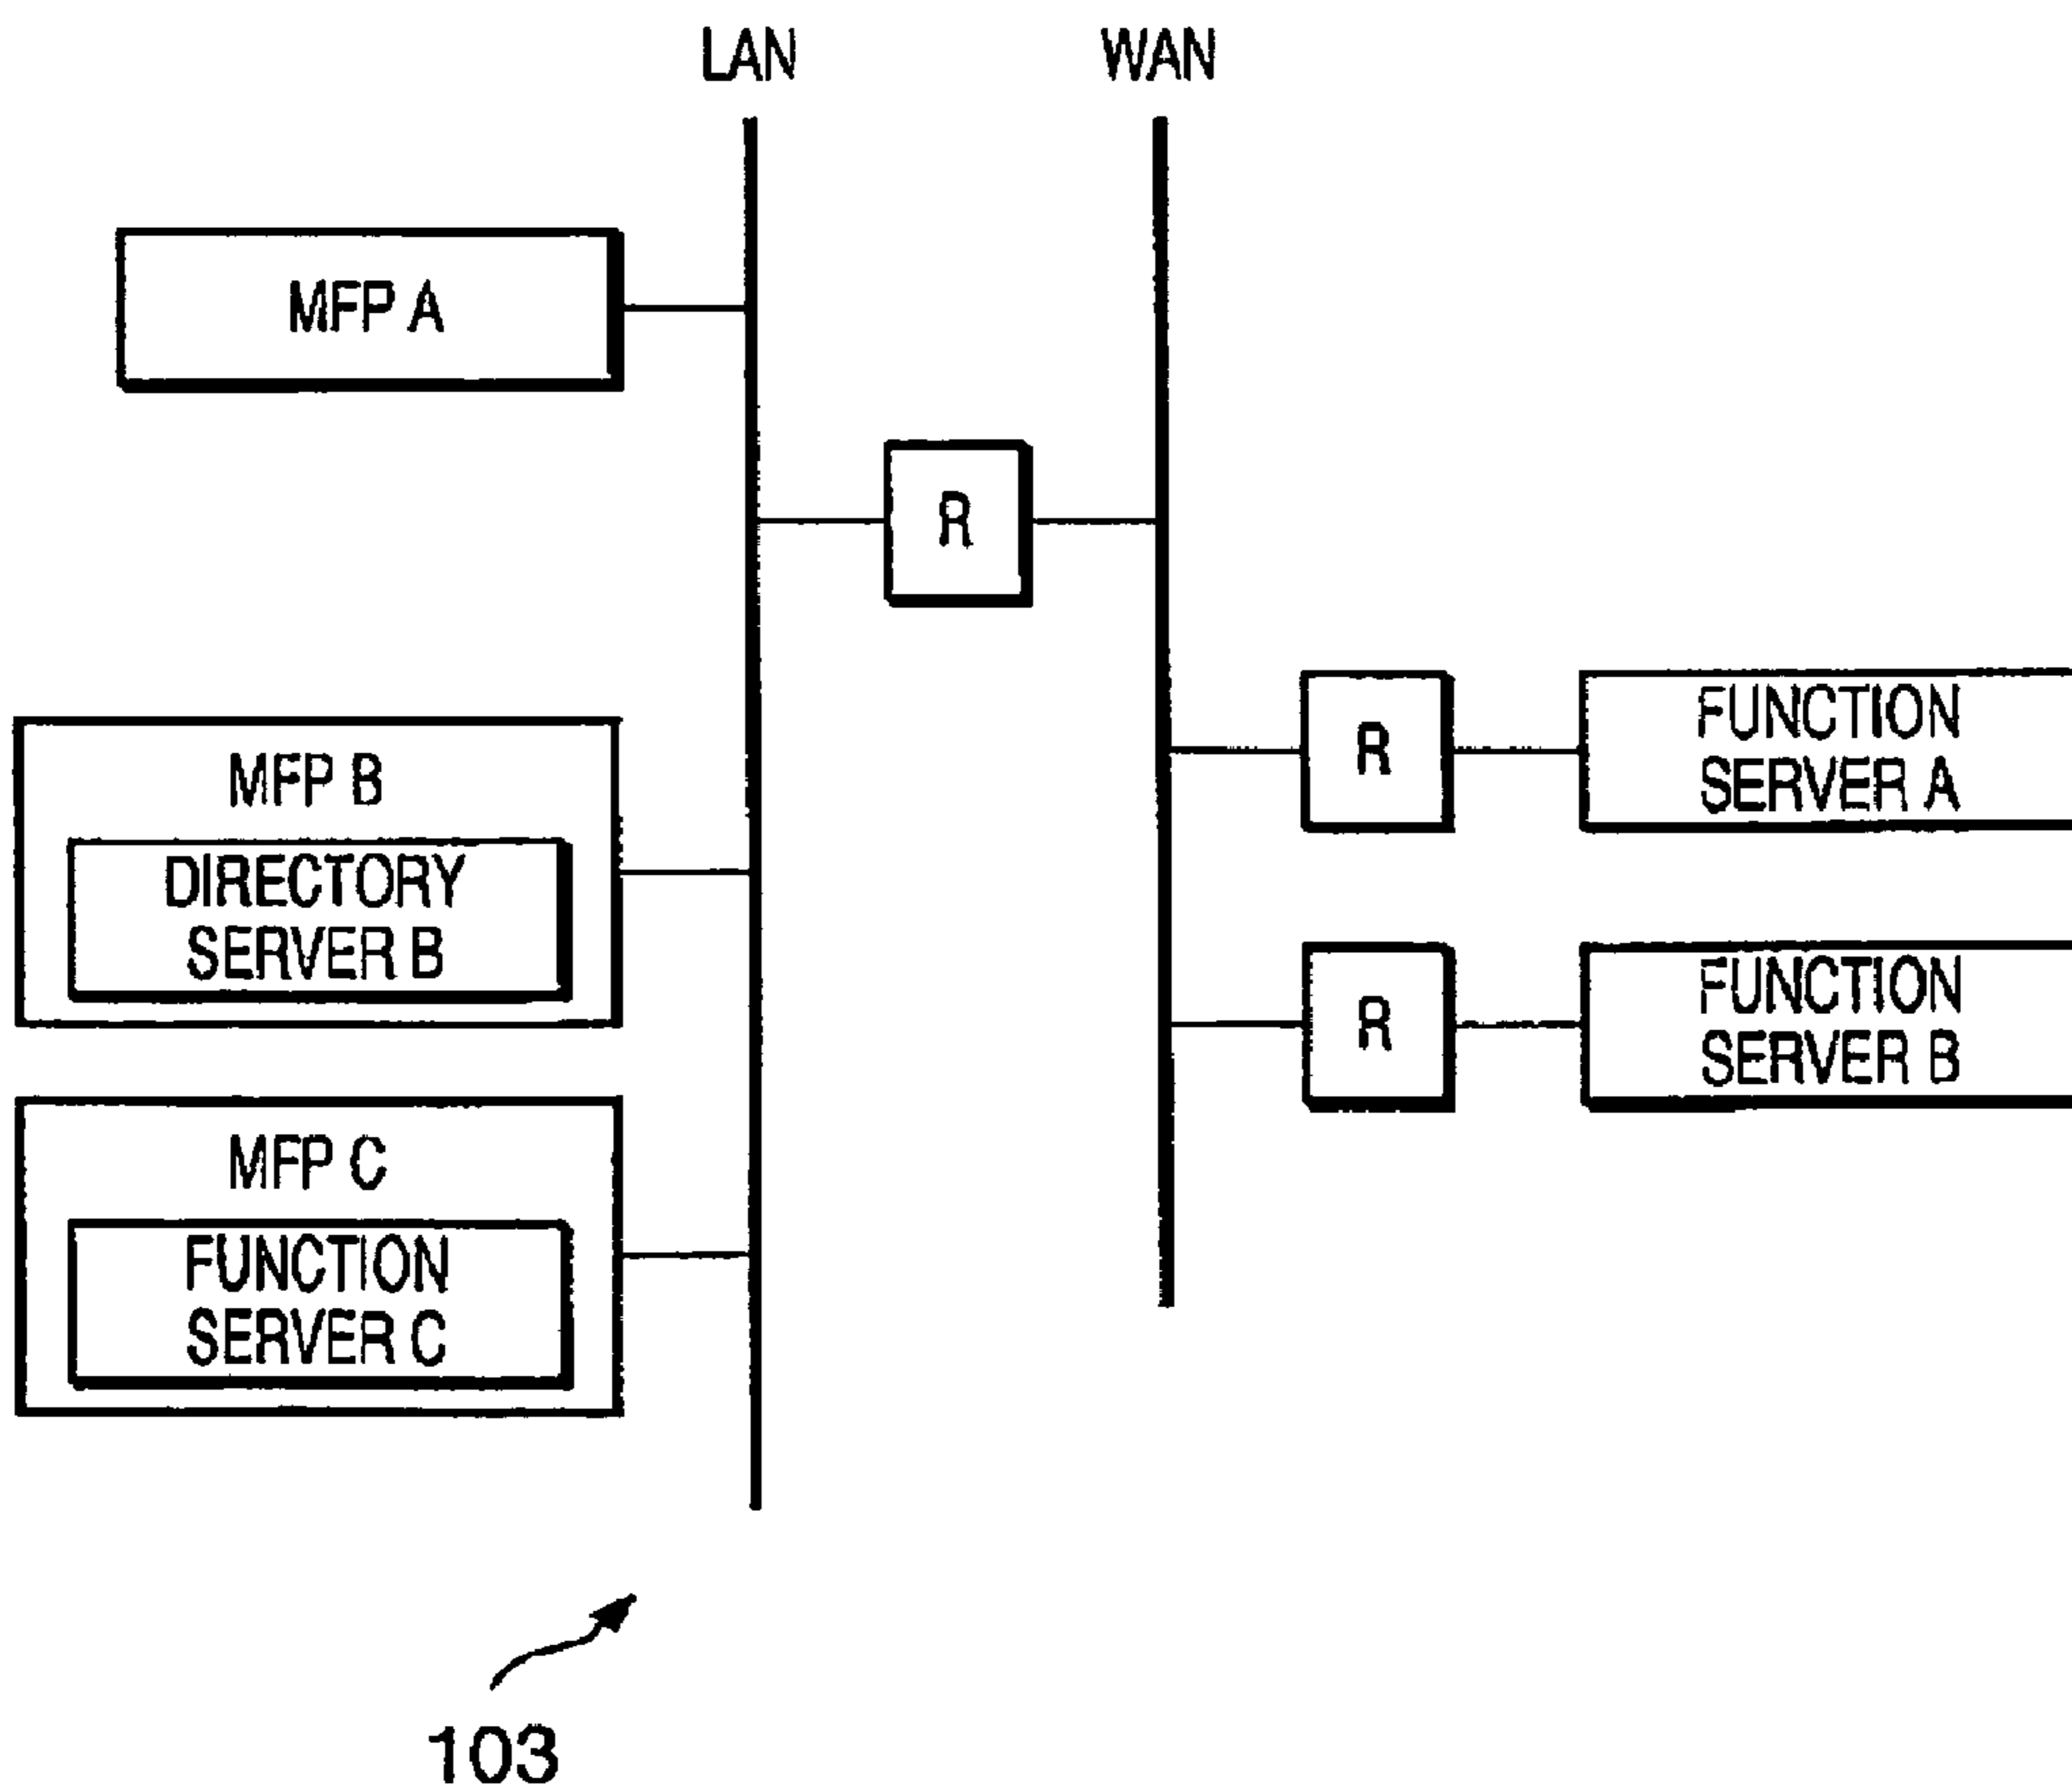 LAN
WAN
MFP A
R
MFP B
DIRECTORY
SERVER B
MFP C
FUNCTION
SERVER C
R
FUNCTION
SERVER A
R
FUNCTION
SERVER B
103